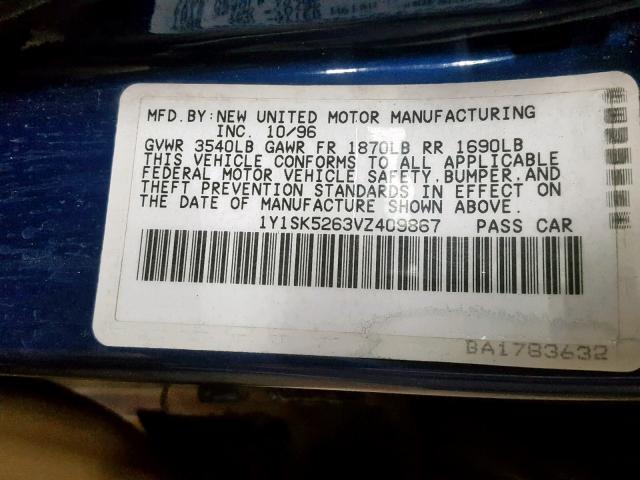 MFD.BY:NEW UNITED MOTOR MANUFACTURING
INC. 10/96
GVWR 3540LB GAWR FR 1870LB RR 1690LB
THIS VEHICLE CONFORMS TO ALL APPLICABLE
FEDERAL MOTOR VEHICLE SAFETY,BUMPER,AND
THEFT PREVENTION STANDARDS IN EFFECT ON
THE DATE OF MANUFACTURE SHOWN ABOVE.
1Y1SK5263VZ409867 PASS CAR
BA1783632